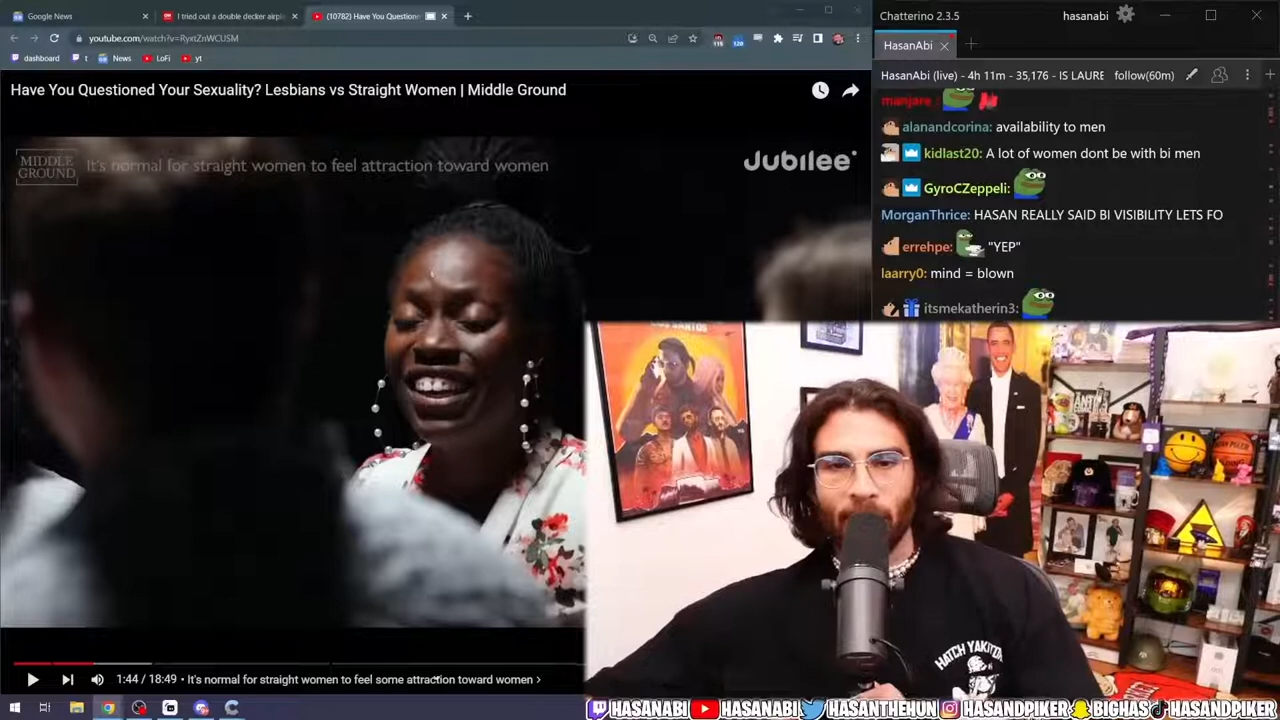 Google News
I tried out a double decker airpl
(10782) Have You Questione
youtube.com/watch?v=RyxtZnWCUSM
dashboard
t
News
LoFi
yt
Have You Questioned Your Sexuality? Lesbians vs Straight Women | Middle Ground
MIDDLE
GROUND
It's normal for straight women to feel attraction toward women
Jubilee
1:44 / 18:49 • It's normal for straight women to feel some attraction toward women
Chatterino 2.3.5
hasanabi
HasanAbi
HasanAbi (live) - 4h 11m - 35,176 - IS LAURE
follow(60m)
manjare
alanandcorina: availability to men
kidlast20: A lot of women dont be with bi men
GyroCZeppeli:
MorganThrice: HASAN REALLY SAID BI VISIBILITY LETS FO
errehpe: "YEP"
laarry0: mind = blown
itsmekatherin3:
HATCH YAKITORI
HASANABI
HASANABI
HASANTHEHUN
HASANDPIKER
BIGHAS
HASANDPIKER